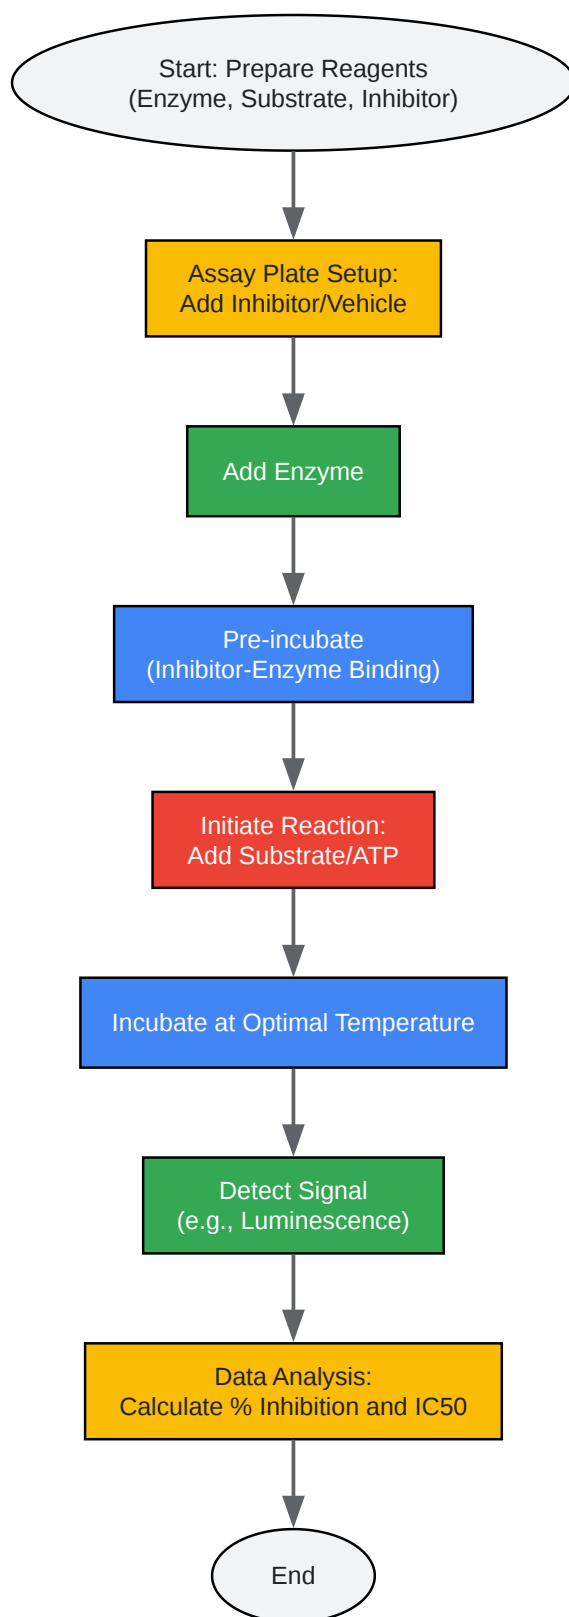 Start: Prepare Reagents
(Enzyme, Substrate, Inhibitor)
Assay Plate Setup:
Add Inhibitor/Vehicle
Add Enzyme
Pre-incubate
(Inhibitor-Enzyme Binding)
Initiate Reaction:
Add Substrate/ATP
Incubate at Optimal Temperature
Detect Signal
(e.g., Luminescence)
Data Analysis:
Calculate % Inhibition and IC50
End